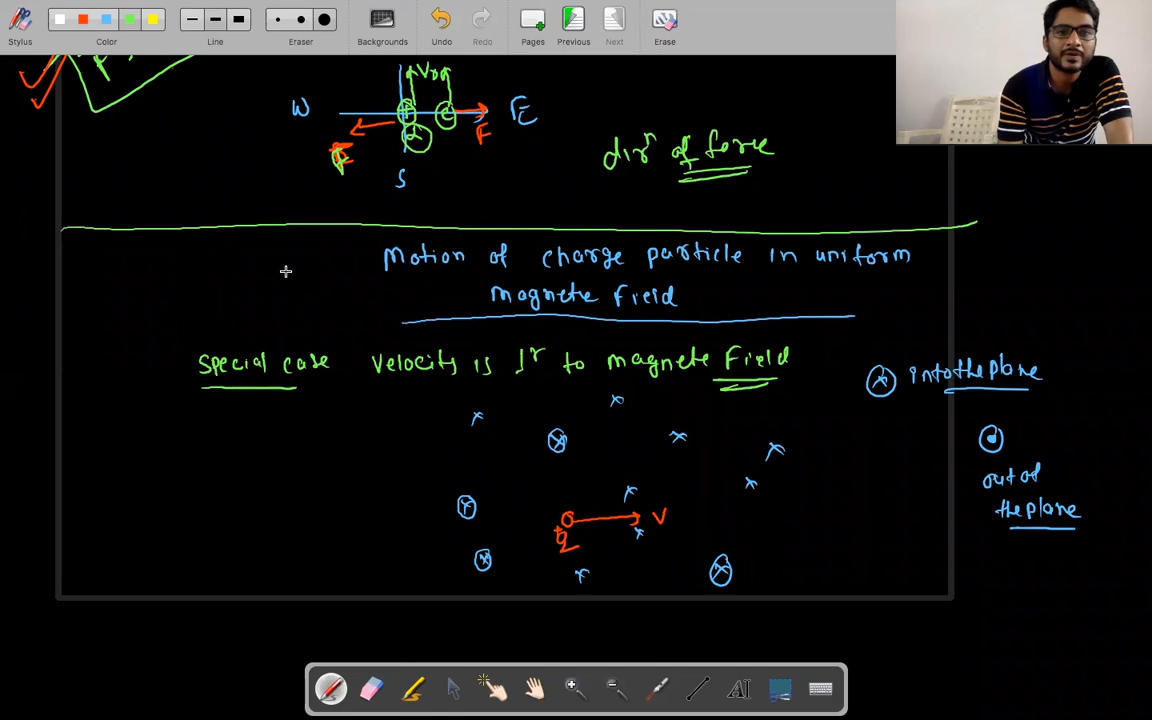 Stylus
Color
Line
Eraser
Backgrounds
Undo
Redo
Pages
Previous
Next
Erase
W
E
F
S
dirⁿ of force
Motion of charge particle in uniform
magnetic Field
Special case velocity is ⊥r to magnetic Field
into the plane
out of
the plane
V
+
q